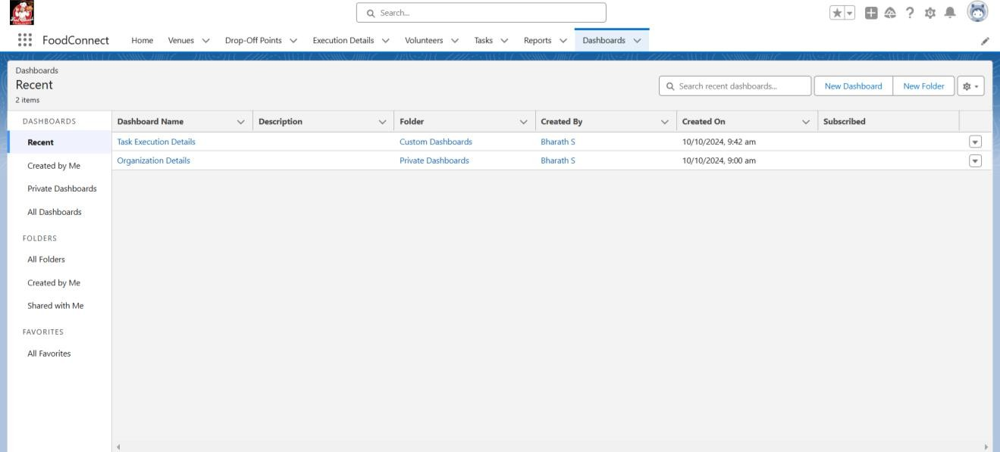 Search...
FoodConnect Home Venues Drop-Off Points Execution Details Volunteers Tasks Reports Dashboards
Dashboards
Recent
2 items
Search recent dashboards... New Dashboard New Folder
DASHBOARDS
Recent
Created by Me
Private Dashboards
All Dashboards
FOLDERS
All Folders
Created by Me
Shared with Me
FAVORITES
All Favorites
Dashboard Name Description Folder Created By Created On Subscribed
Task Execution Details Custom Dashboards Bharath S 10/10/2024, 9:42 am
Organization Details Private Dashboards Bharath S 10/10/2024, 9:00 am